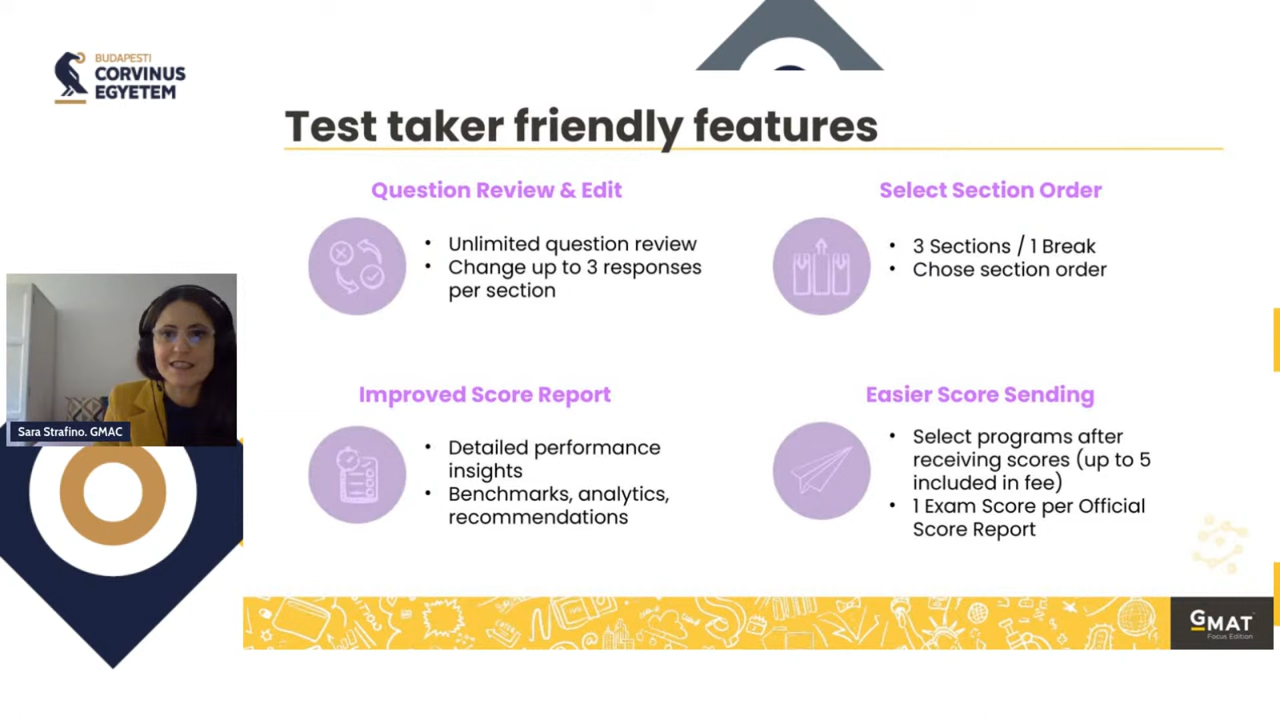 BUDAPESTI
CORVINUS
EGYETEM
Test taker friendly features
Question Review & Edit
• Unlimited question review
• Change up to 3 responses
per section
Select Section Order
• 3 Sections / 1 Break
• Chose section order
Improved Score Report
• Detailed performance
insights
• Benchmarks, analytics,
recommendations
Easier Score Sending
• Select programs after
receiving scores (up to 5
included in fee)
• 1 Exam Score per Official
Score Report
Sara Strafino. GMAC
GMAT™
Focus Edition